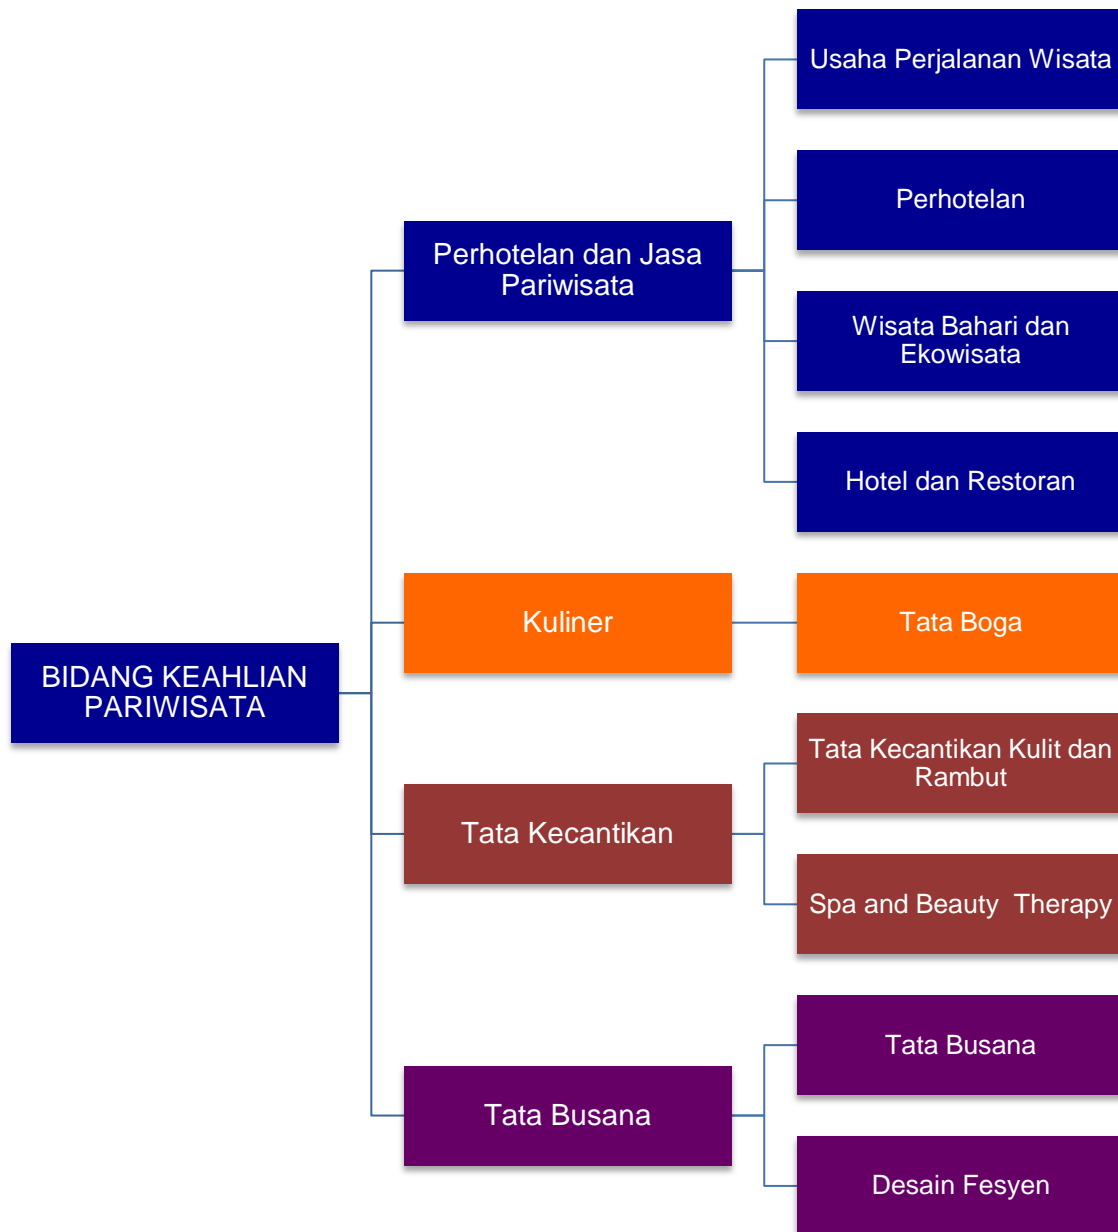 BIDANG KEAHLIAN
PARIWISATA
Perhotelan dan Jasa
Pariwisata
Usaha Perjalanan Wisata
Perhotelan
Wisata Bahari dan
Ekowisata
Hotel dan Restoran
Kuliner
Tata Boga
Tata Kecantikan
Tata Kecantikan Kulit dan
Rambut
Spa and Beauty  Therapy
Tata Busana
Tata Busana
Desain Fesyen